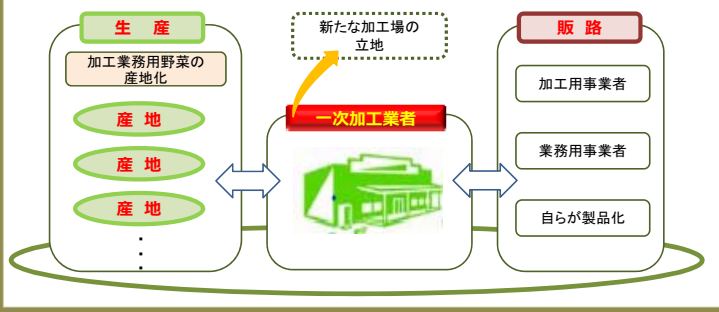 生 産
加工業務用野菜の
産地化
産 地
産 地
産 地
・
・
・
新たな加工場の
立地
一次加工業者
販 路
加工用事業者
業務用事業者
自らが製品化